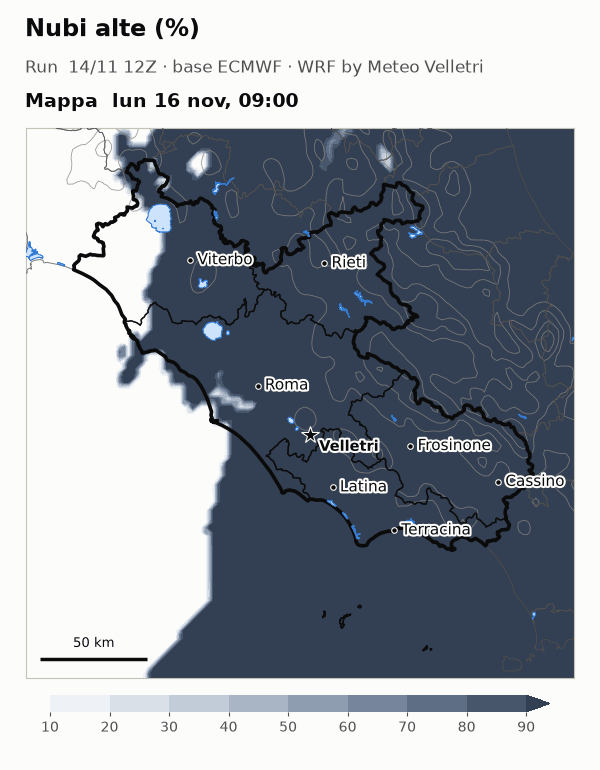 Nubi alte (%)
Run  14/11 12Z · base ECMWF · WRF by Meteo Velletri
Mappa  lun 16 nov, 09:00
Viterbo
Rieti
Roma
Velletri
Frosinone
Latina
Cassino
Terracina
50 km
10 20 30 40 50 60 70 80 90